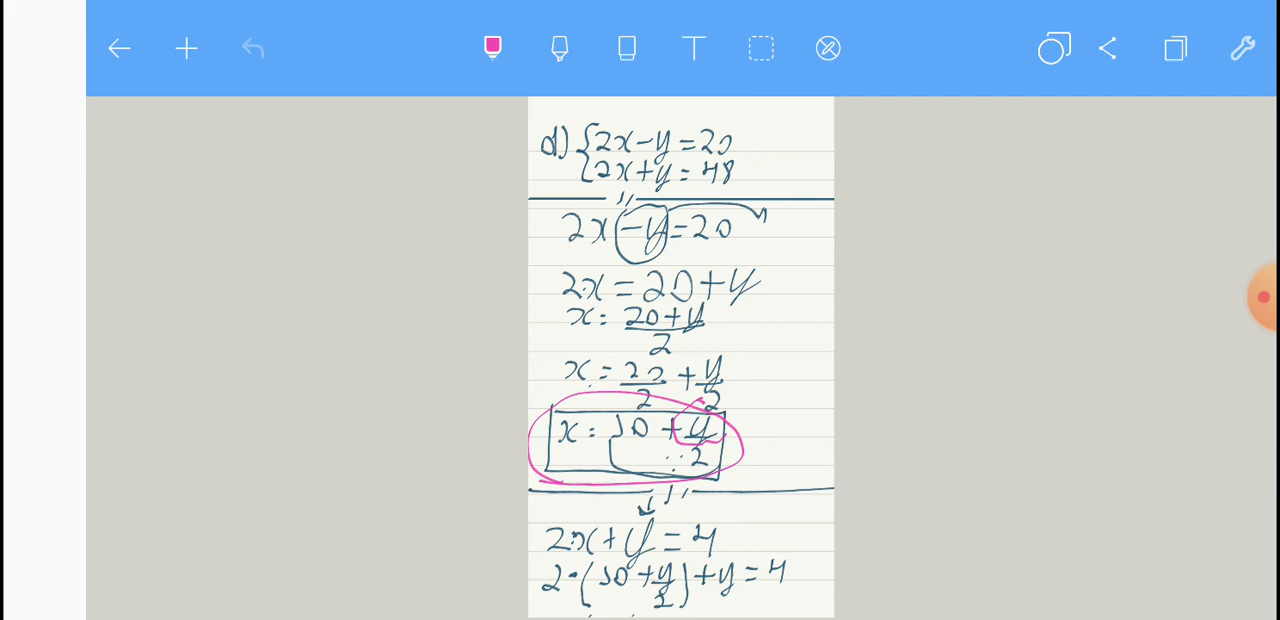 d) {2x-y=20
{2x+y=48
2x-y=20
2x=20+y
x=20+y
2
x=20+y
2 2
x=10+y
2
2x+y=4
2·(10+y)+y=4
2